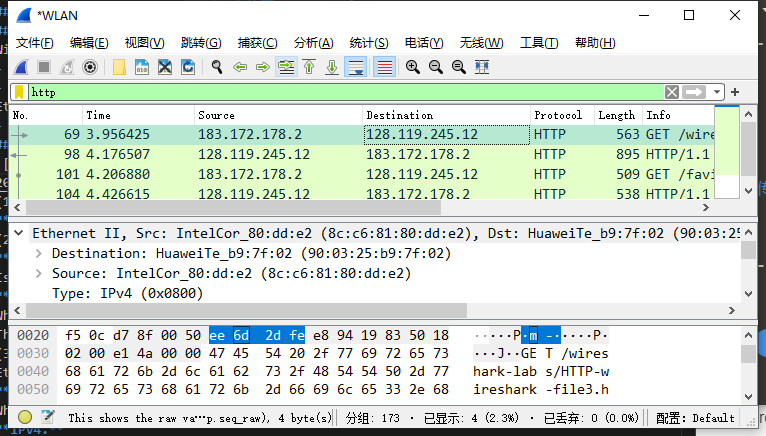 *WLAN
文件(F) 编辑(E) 视图(V) 跳转(G) 捕获(C) 分析(A) 统计(S) 电话(Y) 无线(W) 工具(T) 帮助(H)
http
No. Time Source Destination Protocol Length Info
69 3.956425 183.172.178.2 128.119.245.12 HTTP 563 GET /wire
98 4.176507 128.119.245.12 183.172.178.2 HTTP 895 HTTP/1.1
101 4.206880 183.172.178.2 128.119.245.12 HTTP 509 GET /favi
104 4.426615 128.119.245.12 183.172.178.2 HTTP 538 HTTP/1.1
Ethernet II, Src: IntelCor_80:dd:e2 (8c:c6:81:80:dd:e2), Dst: HuaweiTe_b9:7f:02 (90:03:25
Destination: HuaweiTe_b9:7f:02 (90:03:25:b9:7f:02)
Source: IntelCor_80:dd:e2 (8c:c6:81:80:dd:e2)
Type: IPv4 (0x0800)
0020 f5 0c d7 8f 00 50 ee 6d 2d fe e8 94 19 83 50 18 ·····P·m -·····P·
0030 02 00 e1 4a 00 00 47 45 54 20 2f 77 69 72 65 73 ···J··GE T /wires
0040 68 61 72 6b 2d 6c 61 62 73 2f 48 54 54 50 2d 77 hark-lab s/HTTP-w
0050 69 72 65 73 68 61 72 6b 2d 66 69 6c 65 33 2e 68 ireshark -file3.h
This shows the raw va…p.seq_raw), 4 byte(s) 分组: 173 · 已显示: 4 (2.3%) · 已丢弃: 0 (0.0%) 配置: Default